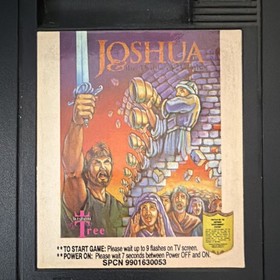 JOSHUA
Wisdom
Tree
**TO START GAME: Please wait up to 9 flashes on TV screen.
**POWER ON: Please wait 7 seconds between Power OFF and ON.
SPCN 9901630053